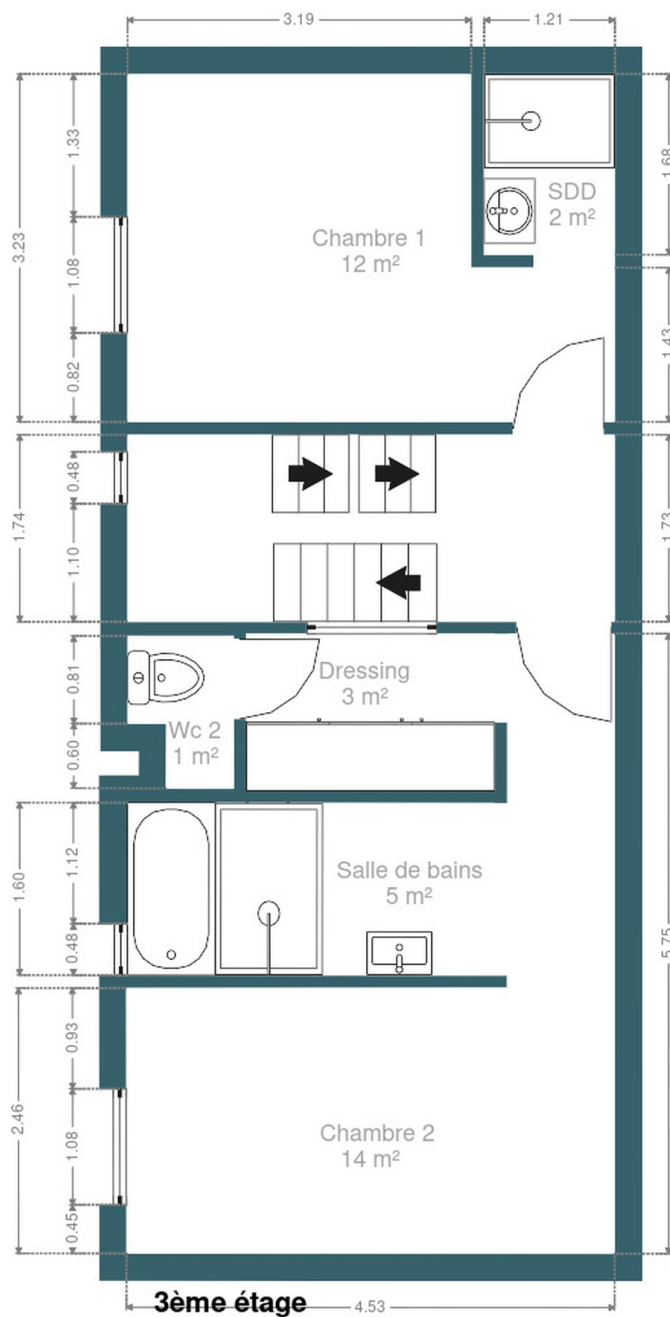 3.19
1.21
1.33
3.23
1.08
0.82
SDD
2 m²
1.68
Chambre 1
12 m²
1.43
0.48
1.74
1.10
1.73
0.81
Dressing
3 m²
Wc 2
1 m²
0.60
1.12
1.60
0.48
Salle de bains
5 m²
5.75
0.93
2.46
1.08
0.45
Chambre 2
14 m²
3ème étage
4.53